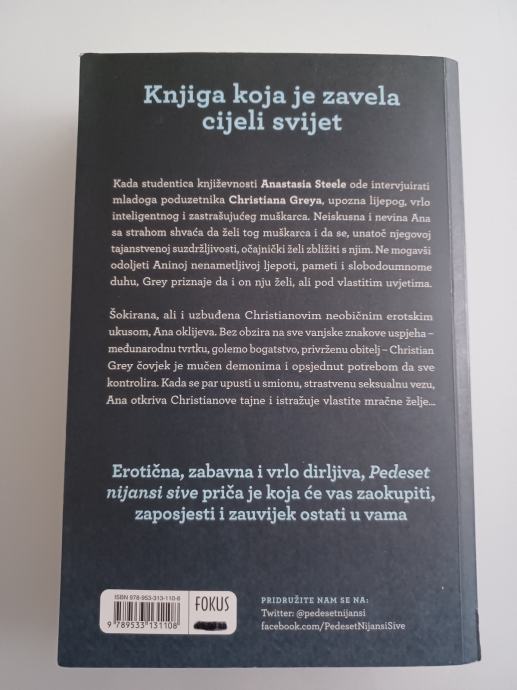 Knjiga koja je zavela
cijeli svijet
Kada studentica književnosti Anastasia Steele ode intervjuirati
mladoga poduzetnika Christiana Greya, upozna lijepog, vrlo
inteligentnog i zastrašujućeg muškarca. Neiskusna i nevina Ana
sa strahom shvaća da želi tog muškarca i da se, unatoč njegovoj
tajanstvenoj suzdržljivosti, očajnički želi zbližiti s njim. Ne mogavši
odoljeti Aninoj nenametljivoj ljepoti, pameti i slobodoumnome
duhu, Grey priznaje da i on nju želi, ali pod vlastitim uvjetima.
Šokirana, ali i uzbuđena Christianovim neobičnim erotskim
ukusom, Ana oklijeva. Bez obzira na sve vanjske znakove uspjeha –
međunarodnu tvrtku, golemo bogatstvo, privrženu obitelj – Christian
Grey čovjek je mučen demonima i opsjednut potrebom da sve
kontrolira. Kada se par upusti u smionu, strastvenu seksualnu vezu,
Ana otkriva Christianove tajne i istražuje vlastite mračne želje...
Erotična, zabavna i vrlo dirljiva, Pedeset
nijansi sive priča je koja će vas zaokupiti,
zaposjesti i zauvijek ostati u vama
ISBN 978-953-313-110-8
9 789533 131108
FOKUS
PRIDRUŽITE NAM SE NA:
Twitter: @pedesetnijansi
facebook.com/PedesetNijansiSive